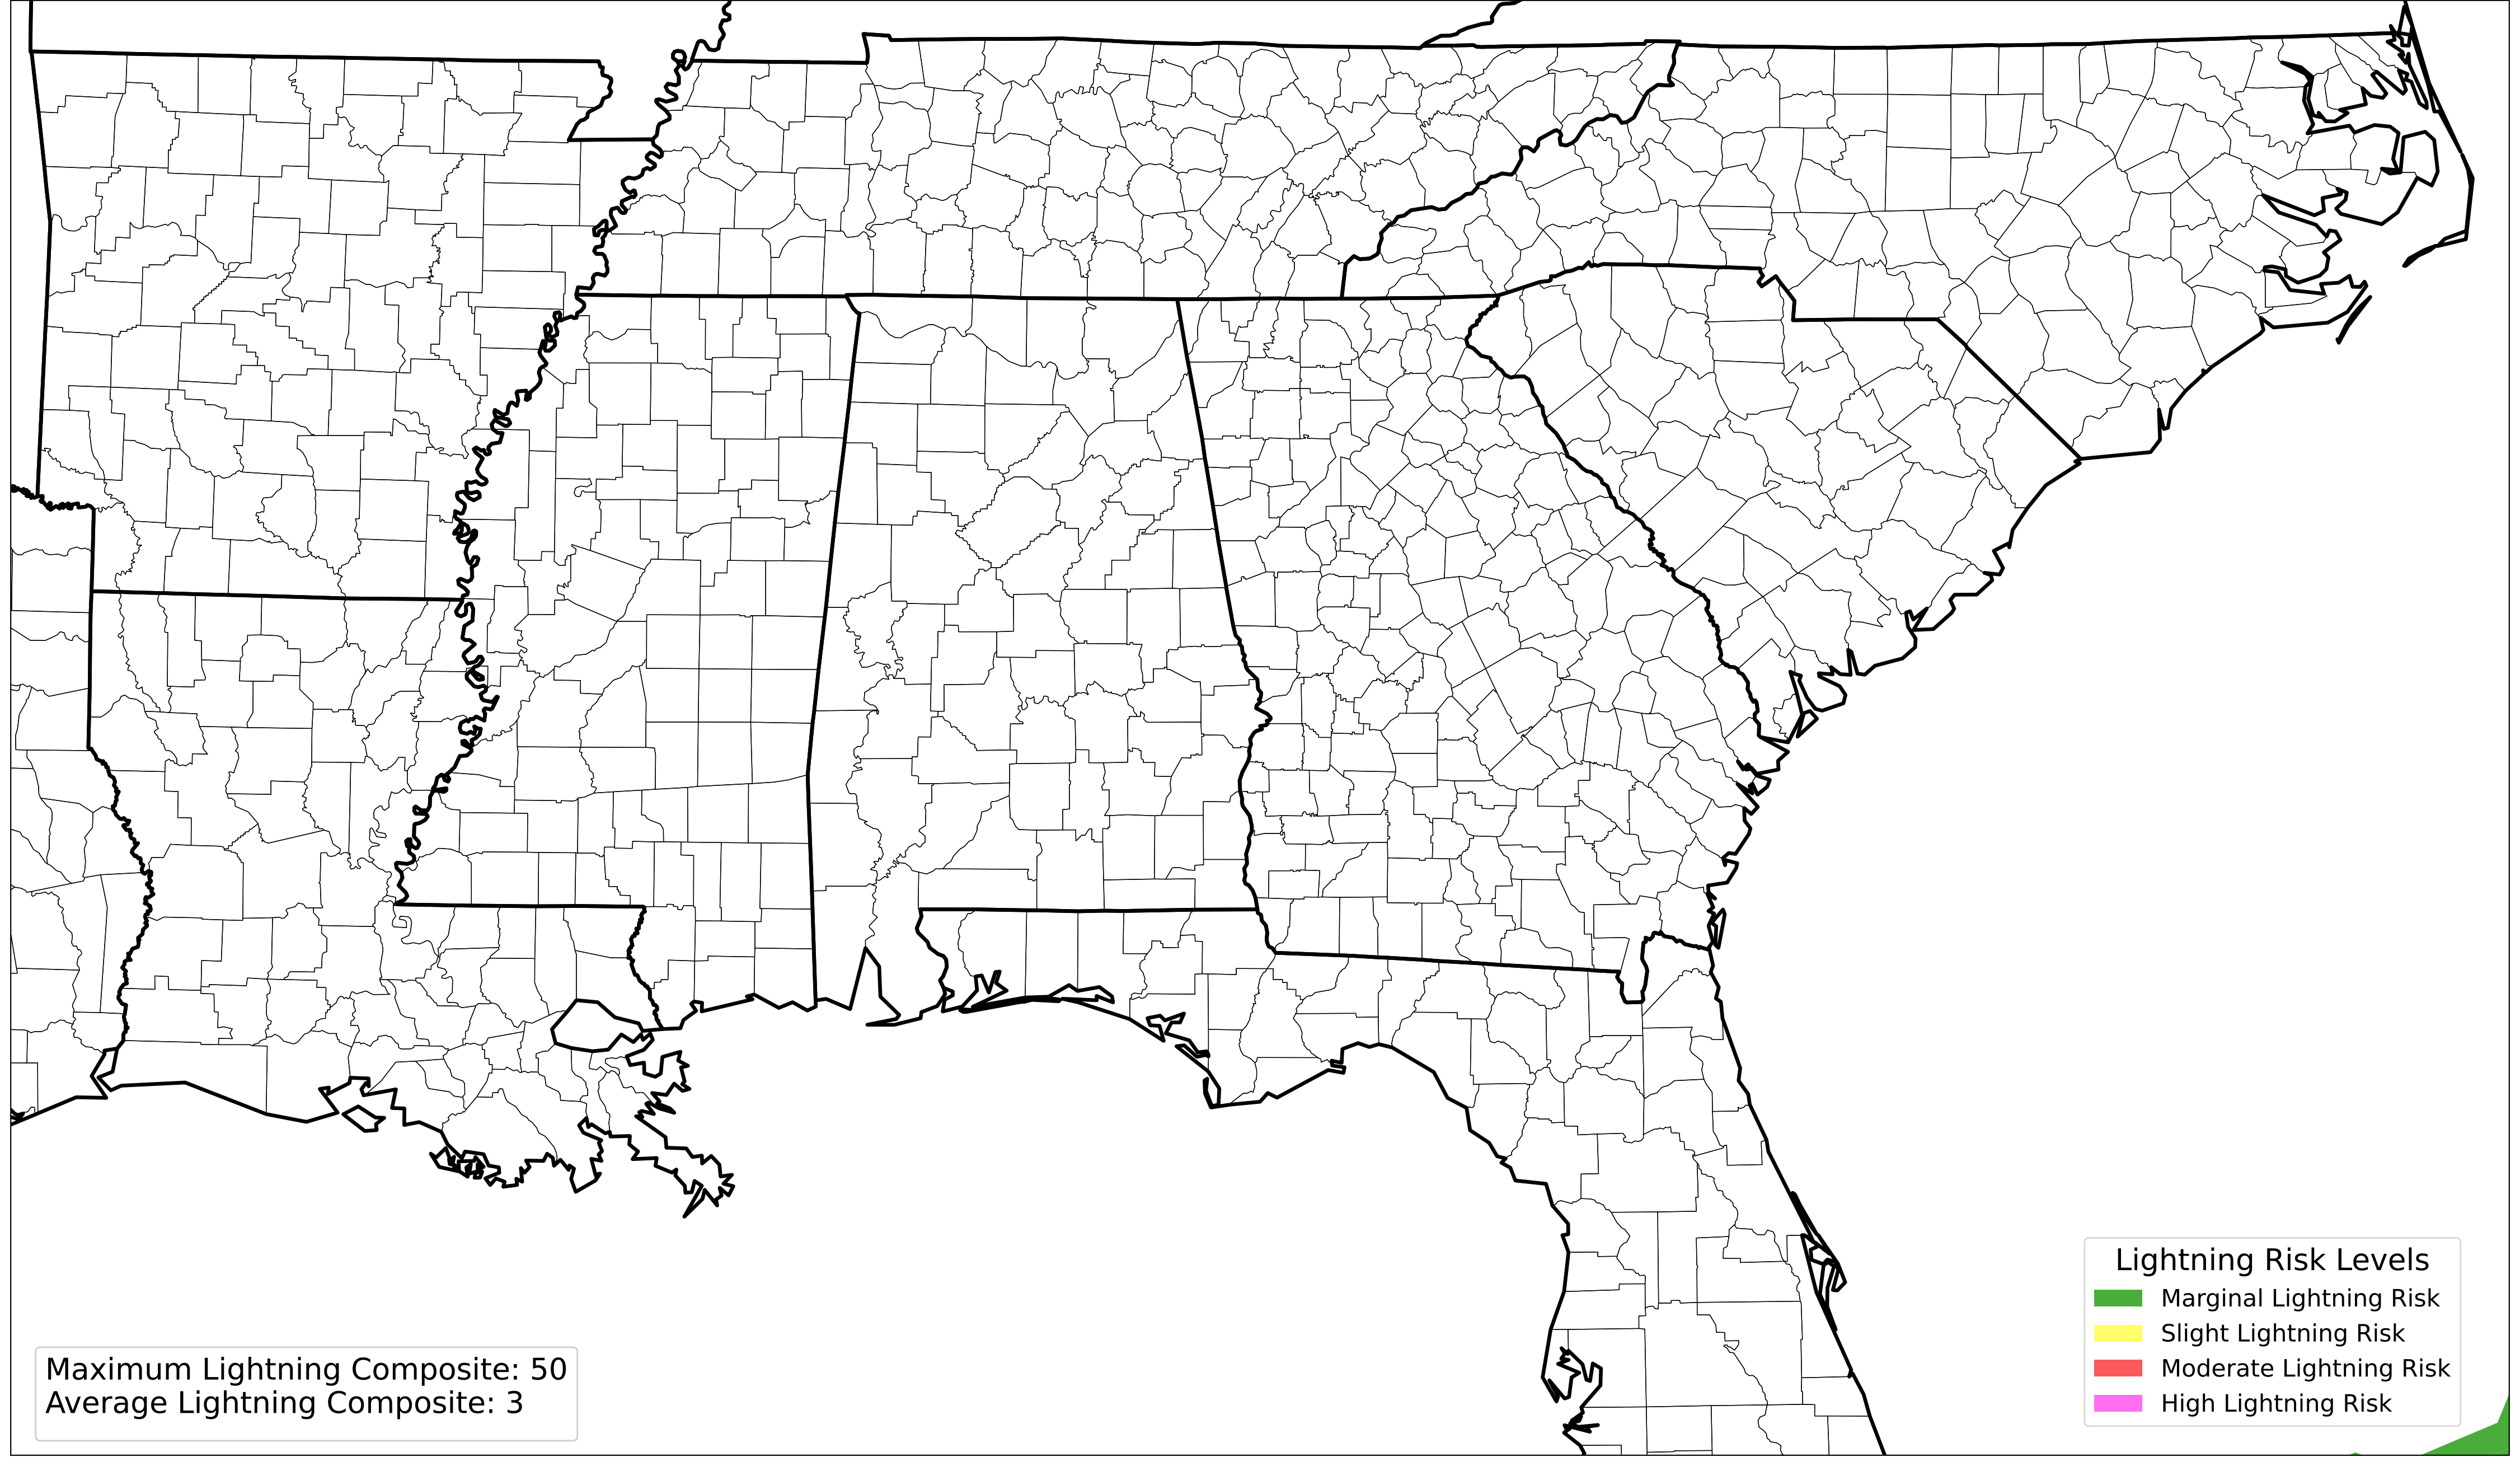 Lightning Risk Levels
Marginal Lightning Risk
Slight Lightning Risk
Moderate Lightning Risk
High Lightning Risk
Maximum Lightning Composite: 50
Average Lightning Composite: 3